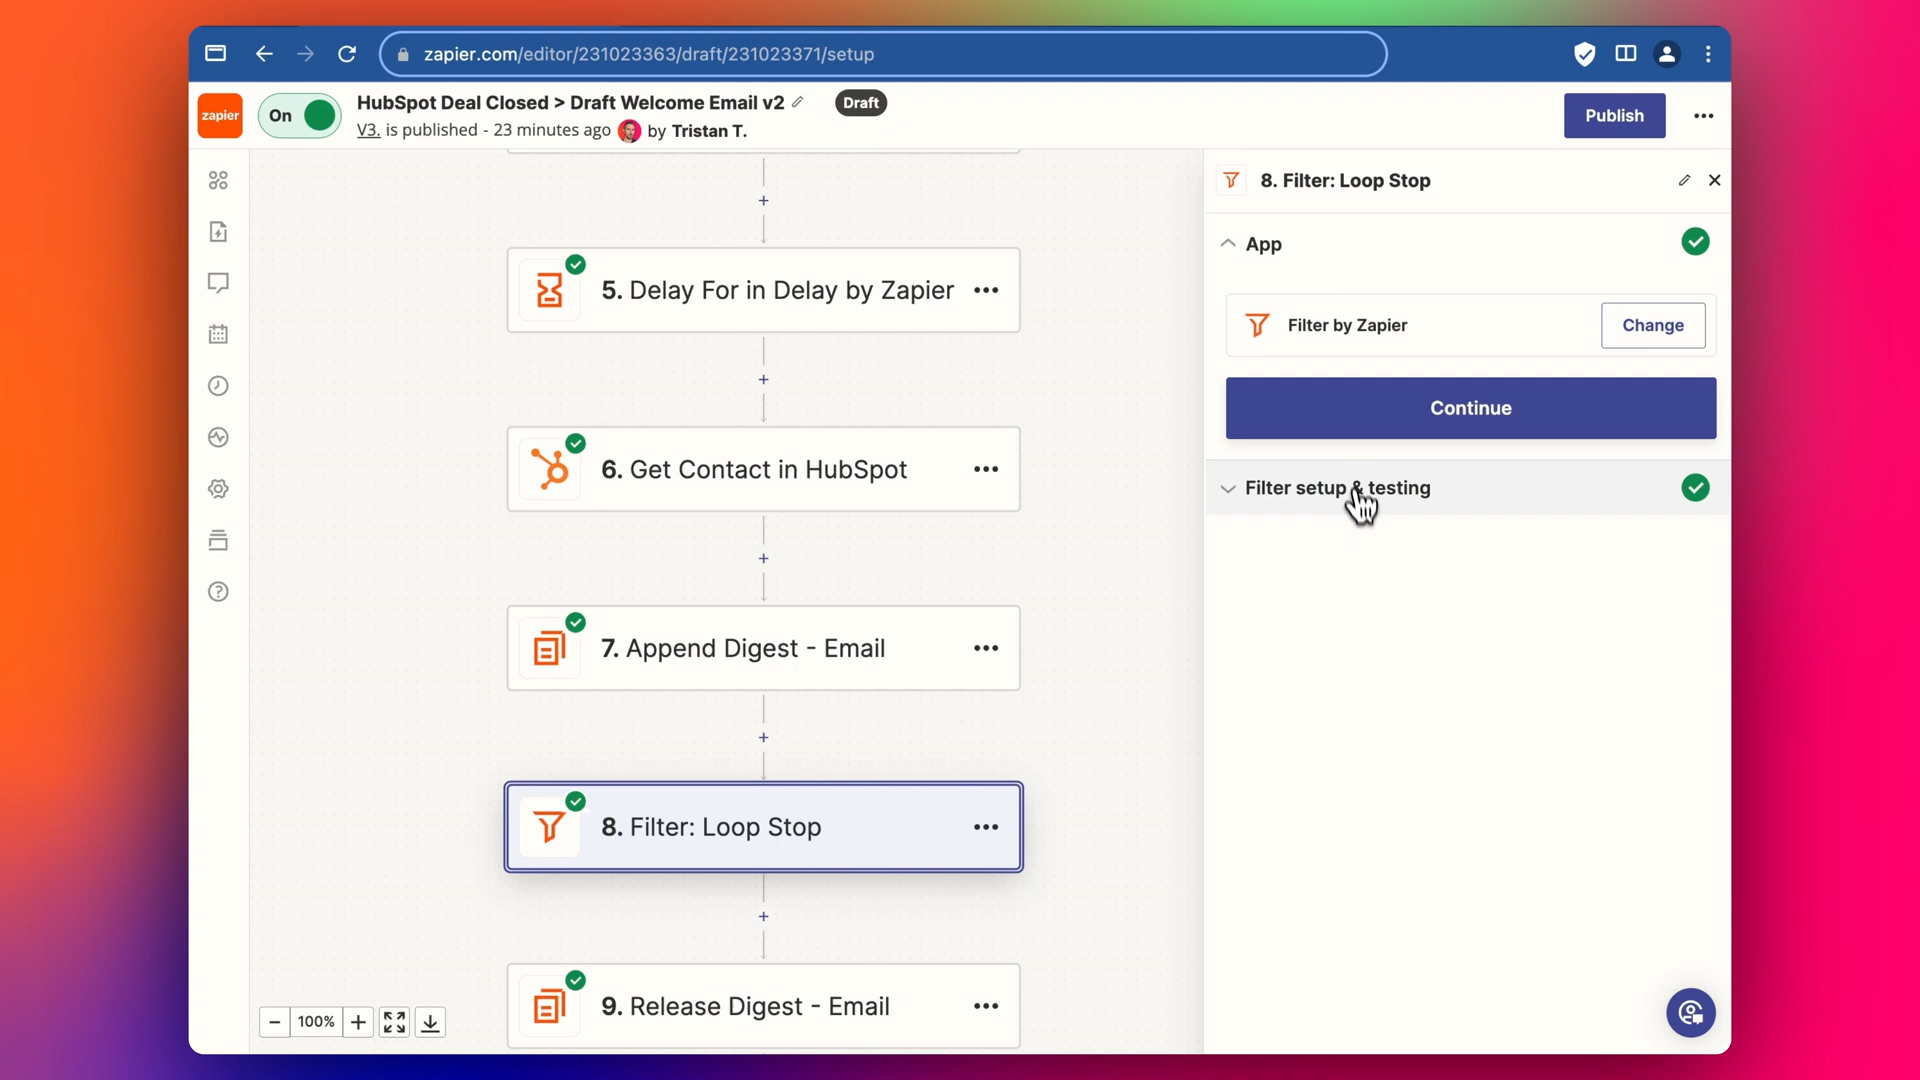 zapier.com/editor/231023363/draft/231023371/setup
zapier
On
HubSpot Deal Closed > Draft Welcome Email v2
Draft
V3. is published - 23 minutes ago by Tristan T.
Publish
5. Delay For in Delay by Zapier
6. Get Contact in HubSpot
7. Append Digest - Email
8. Filter: Loop Stop
9. Release Digest - Email
100%
8. Filter: Loop Stop
App
Filter by Zapier
Change
Continue
Filter setup & testing